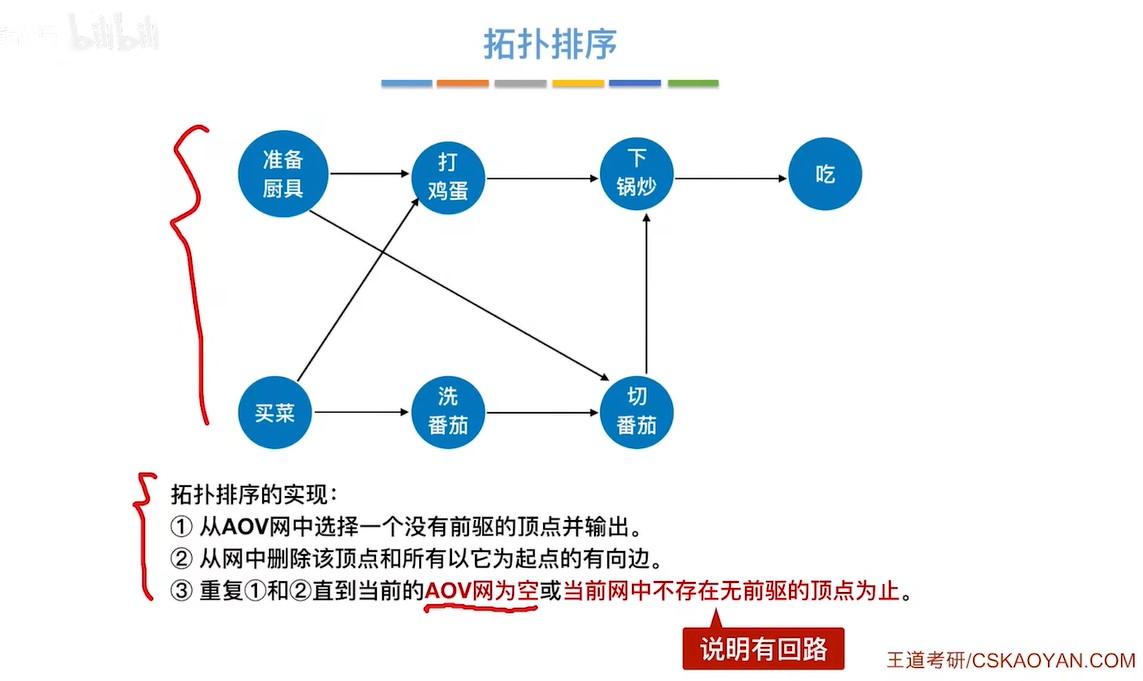 bilibili
拓扑排序
准备
厨具
打
鸡蛋
下
锅炒
吃
买菜
洗
番茄
切
番茄
拓扑排序的实现：
① 从AOV网中选择一个没有前驱的顶点并输出。
② 从网中删除该顶点和所有以它为起点的有向边。
③ 重复①和②直到当前的AOV网为空或当前网中不存在无前驱的顶点为止。
说明有回路
王道考研/CSKAOYAN.COM